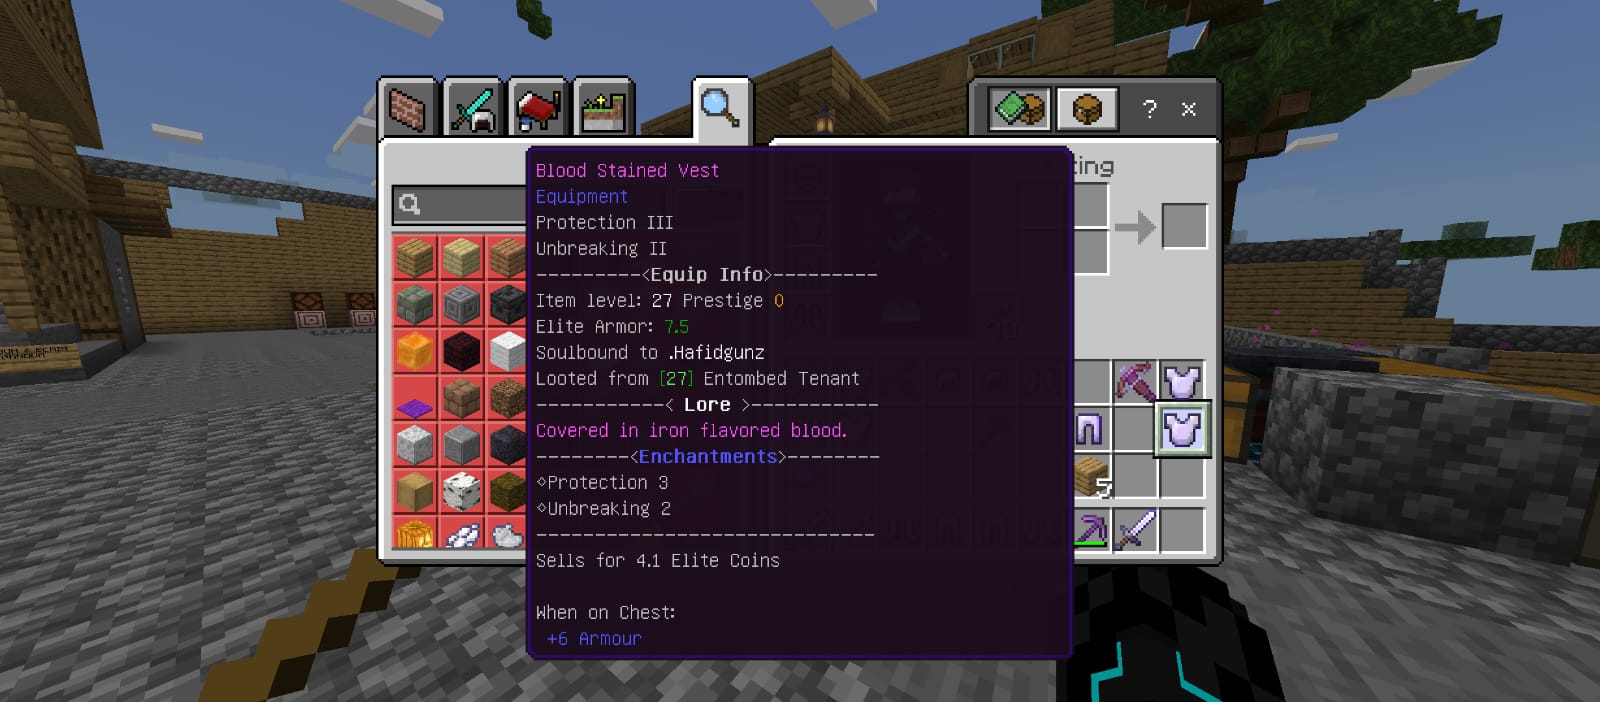 ? ×
ting
Blood Stained Vest
Equipment
Protection III
Unbreaking II
---------<Equip Info>---------
Item level: 27 Prestige 0
Elite Armor: 7.5
Soulbound to .Hafidgunz
Looted from [27] Entombed Tenant
-----------< Lore >-----------
Covered in iron flavored blood.
--------<Enchantments>--------
◇Protection 3
◇Unbreaking 2
-----------------------------
Sells for 4.1 Elite Coins
When on Chest:
+6 Armour
5